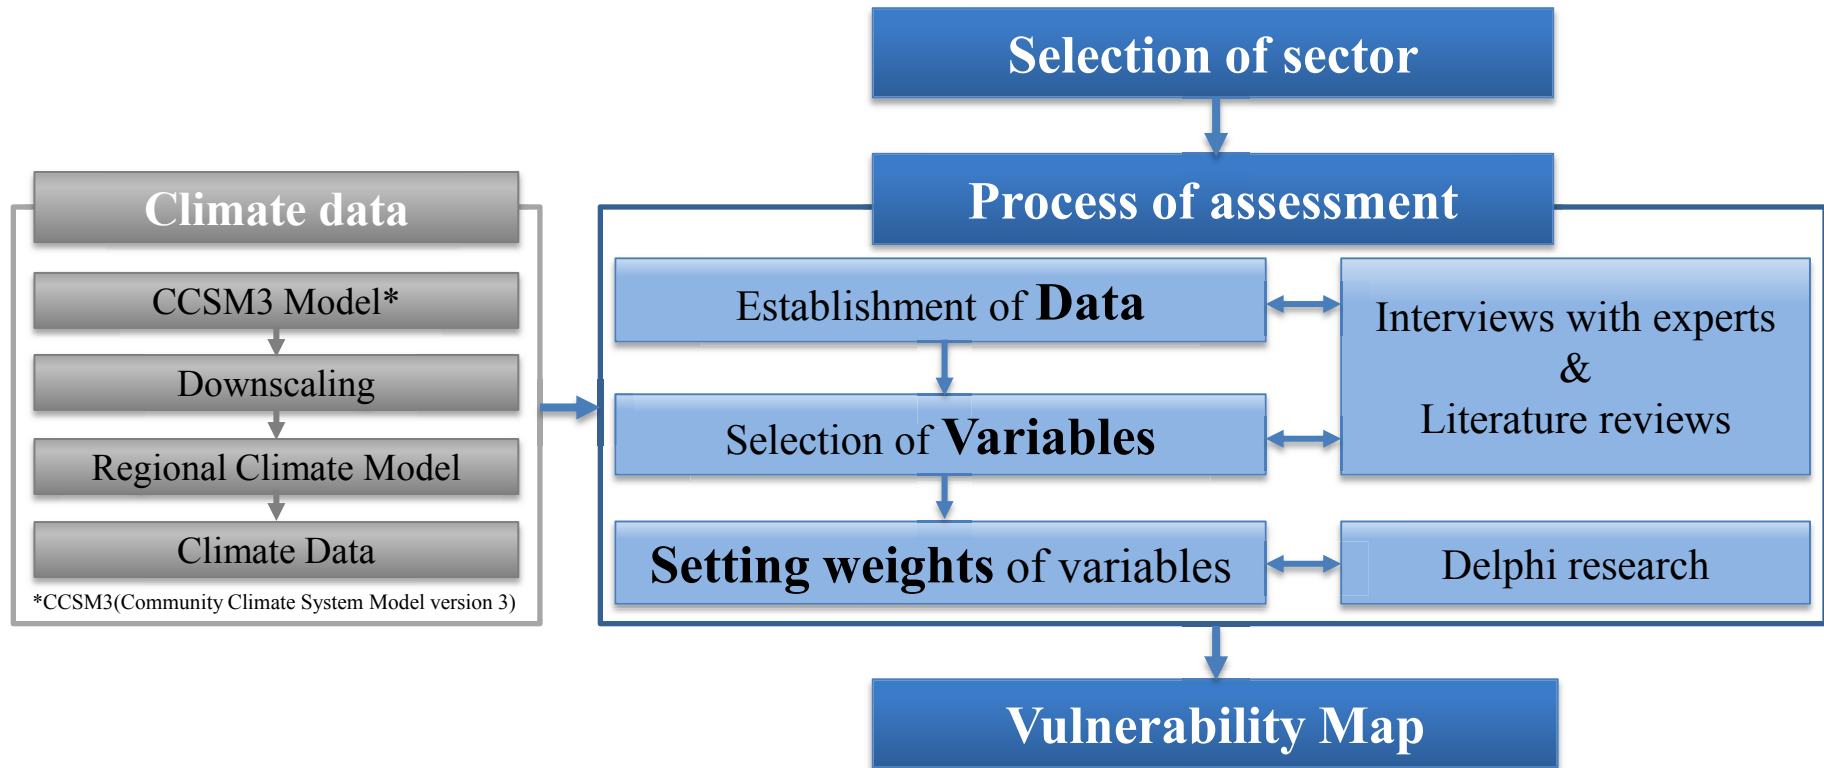 Selection of sector
Process of assessment
Climate data
CCSM3 Model*
Downscaling
Regional Climate Model
Climate Data
*CCSM3(Community Climate System Model version 3)
Establishment of Data
Selection of Variables
Setting weights of variables
Interviews with experts
&
Literature reviews
Delphi research
Vulnerability Map